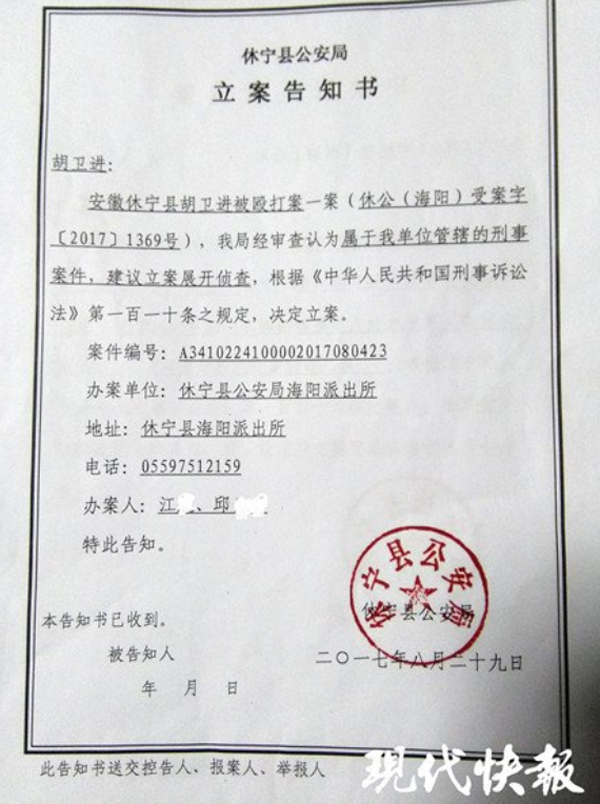 休宁县公安局
立案告知书
胡卫进：
安徽休宁县胡卫进被殴打案一案（休公（海阳）受案字
〔2017〕1369号），我局经审查认为属于我单位管辖的刑事
案件，建议立案展开侦查，根据《中华人民共和国刑事诉讼
法》第一百一十条之规定，决定立案。
案件编号：A3410224100002017080423
办案单位：休宁县公安局海阳派出所
地址：休宁县海阳派出所
电话：05597512159
办案人：江、邱
特此告知。
休宁县公安局
休宁县公安局
本告知书已收到。
被告知人
二〇一七年八月二十九日
年 月 日
此告知书送交控告人、报案人、举报人
现代快報